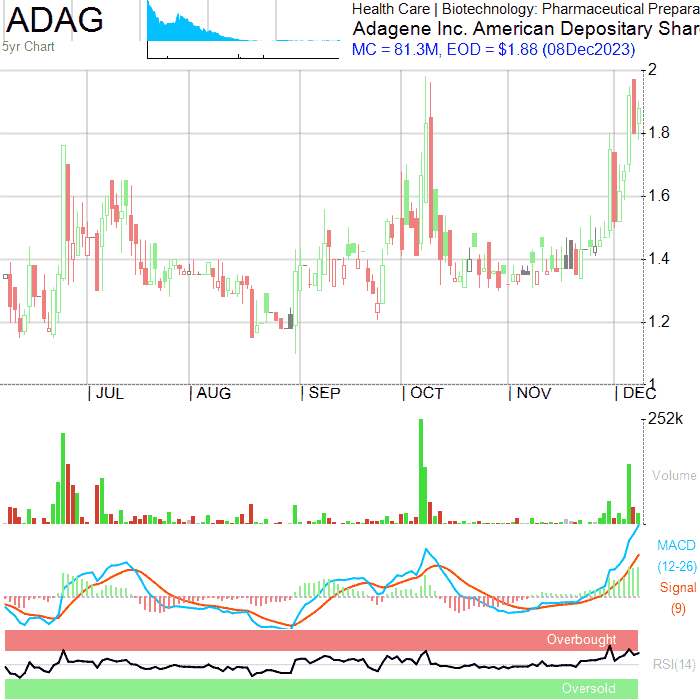 ADAG
5yr Chart
Health Care | Biotechnology: Pharmaceutical Prepara
Adagene Inc. American Depositary Shar
MC = 81.3M, EOD = $1.88 (08Dec2023)
2
1.8
1.6
1.4
1.2
1
JUL AUG SEP OCT NOV DEC
252k
Volume
MACD
(12-26)
Signal
(9)
Overbought
RSI(14)
Oversold